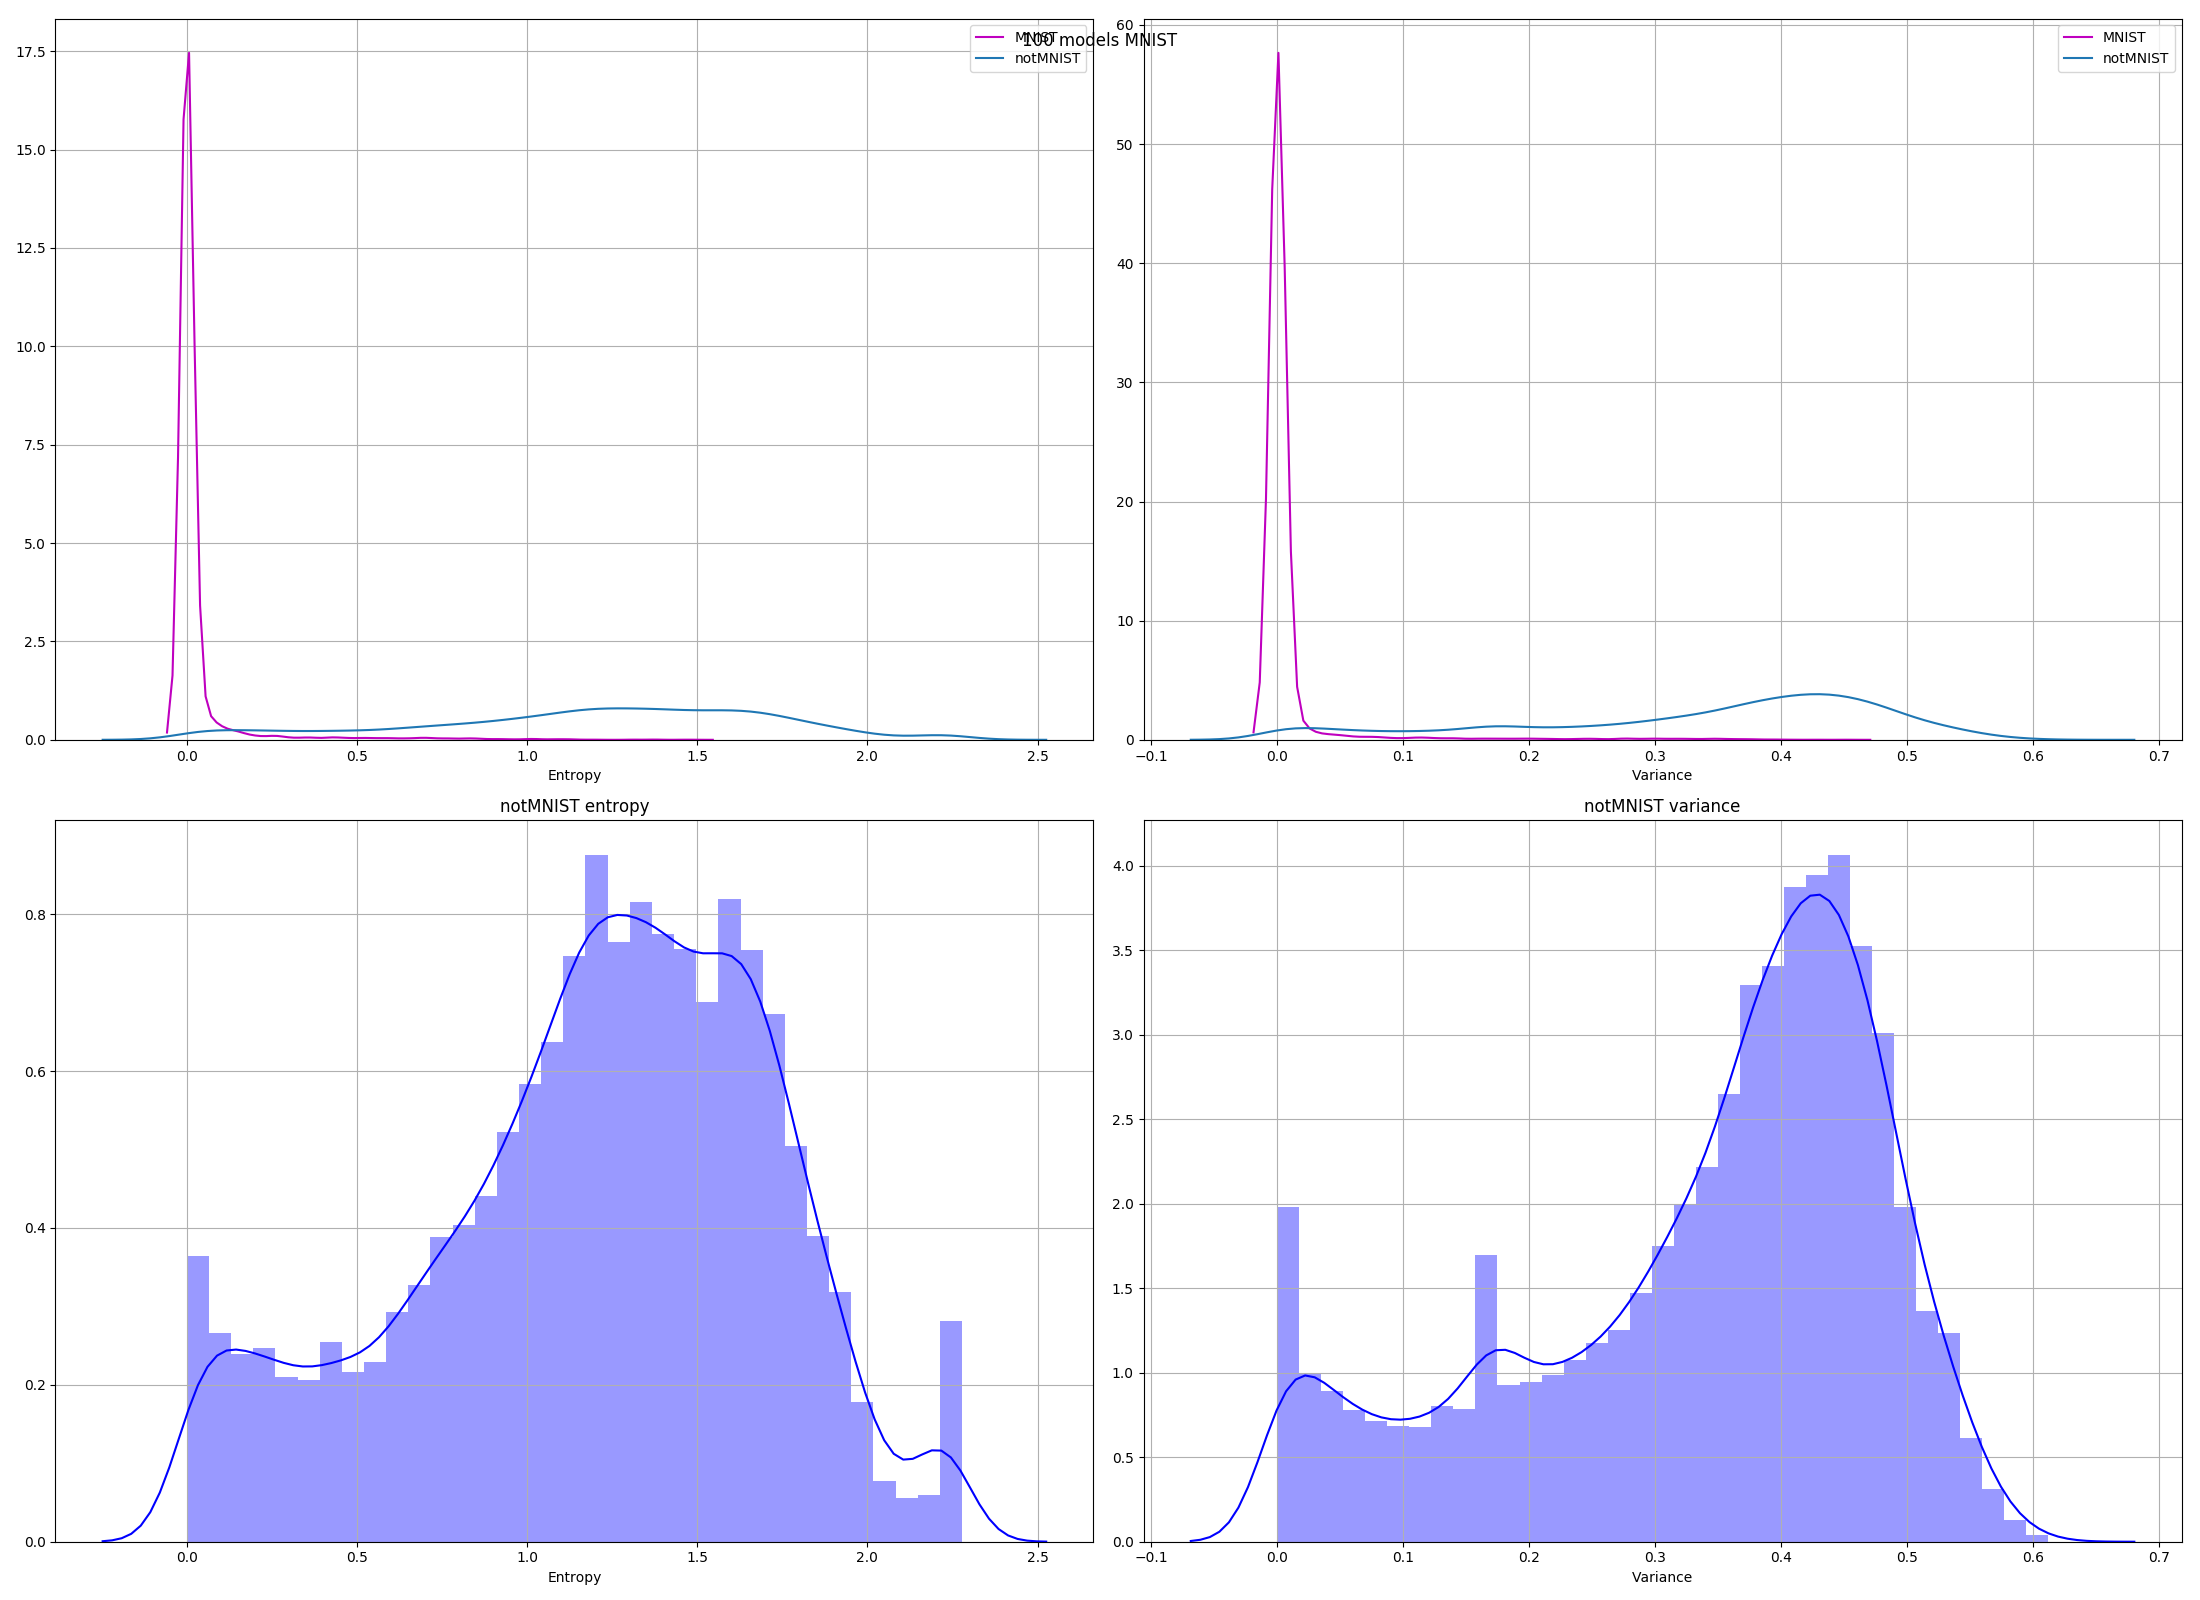 100 models MNIST
MNIST
notMNIST
17.5
15.0
12.5
10.0
7.5
5.0
2.5
0.0
0.0 0.5 1.0 1.5 2.0 2.5
Entropy
MNIST
notMNIST
60
50
40
30
20
10
0
−0.1 0.0 0.1 0.2 0.3 0.4 0.5 0.6 0.7
Variance
notMNIST entropy
0.8
0.6
0.4
0.2
0.0
0.0 0.5 1.0 1.5 2.0 2.5
Entropy
notMNIST variance
4.0
3.5
3.0
2.5
2.0
1.5
1.0
0.5
0.0
−0.1 0.0 0.1 0.2 0.3 0.4 0.5 0.6 0.7
Variance